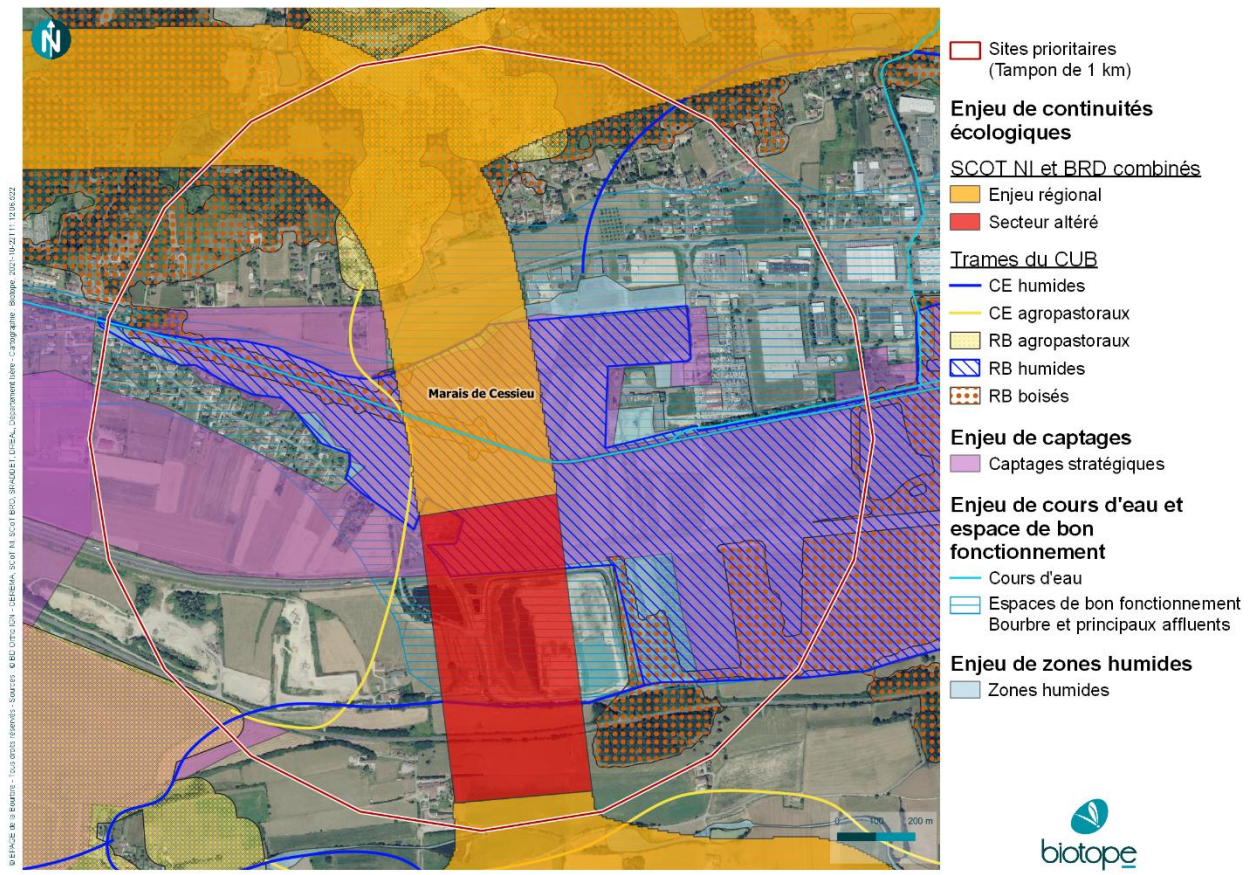 N
Marais de Cessieu
0 100 200 m
Sites prioritaires
(Tampon de 1 km)
Enjeu de continuités
écologiques
SCOT NI et BRD combinés
Enjeu régional
Secteur altéré
Trames du CUB
CE humides
CE agropastoraux
RB agropastoraux
RB humides
RB boisés
Enjeu de captages
Captages stratégiques
Enjeu de cours d'eau et
espace de bon
fonctionnement
Cours d'eau
Espaces de bon fonctionnement
Bourbre et principaux affluents
Enjeu de zones humides
Zones humides
biotope